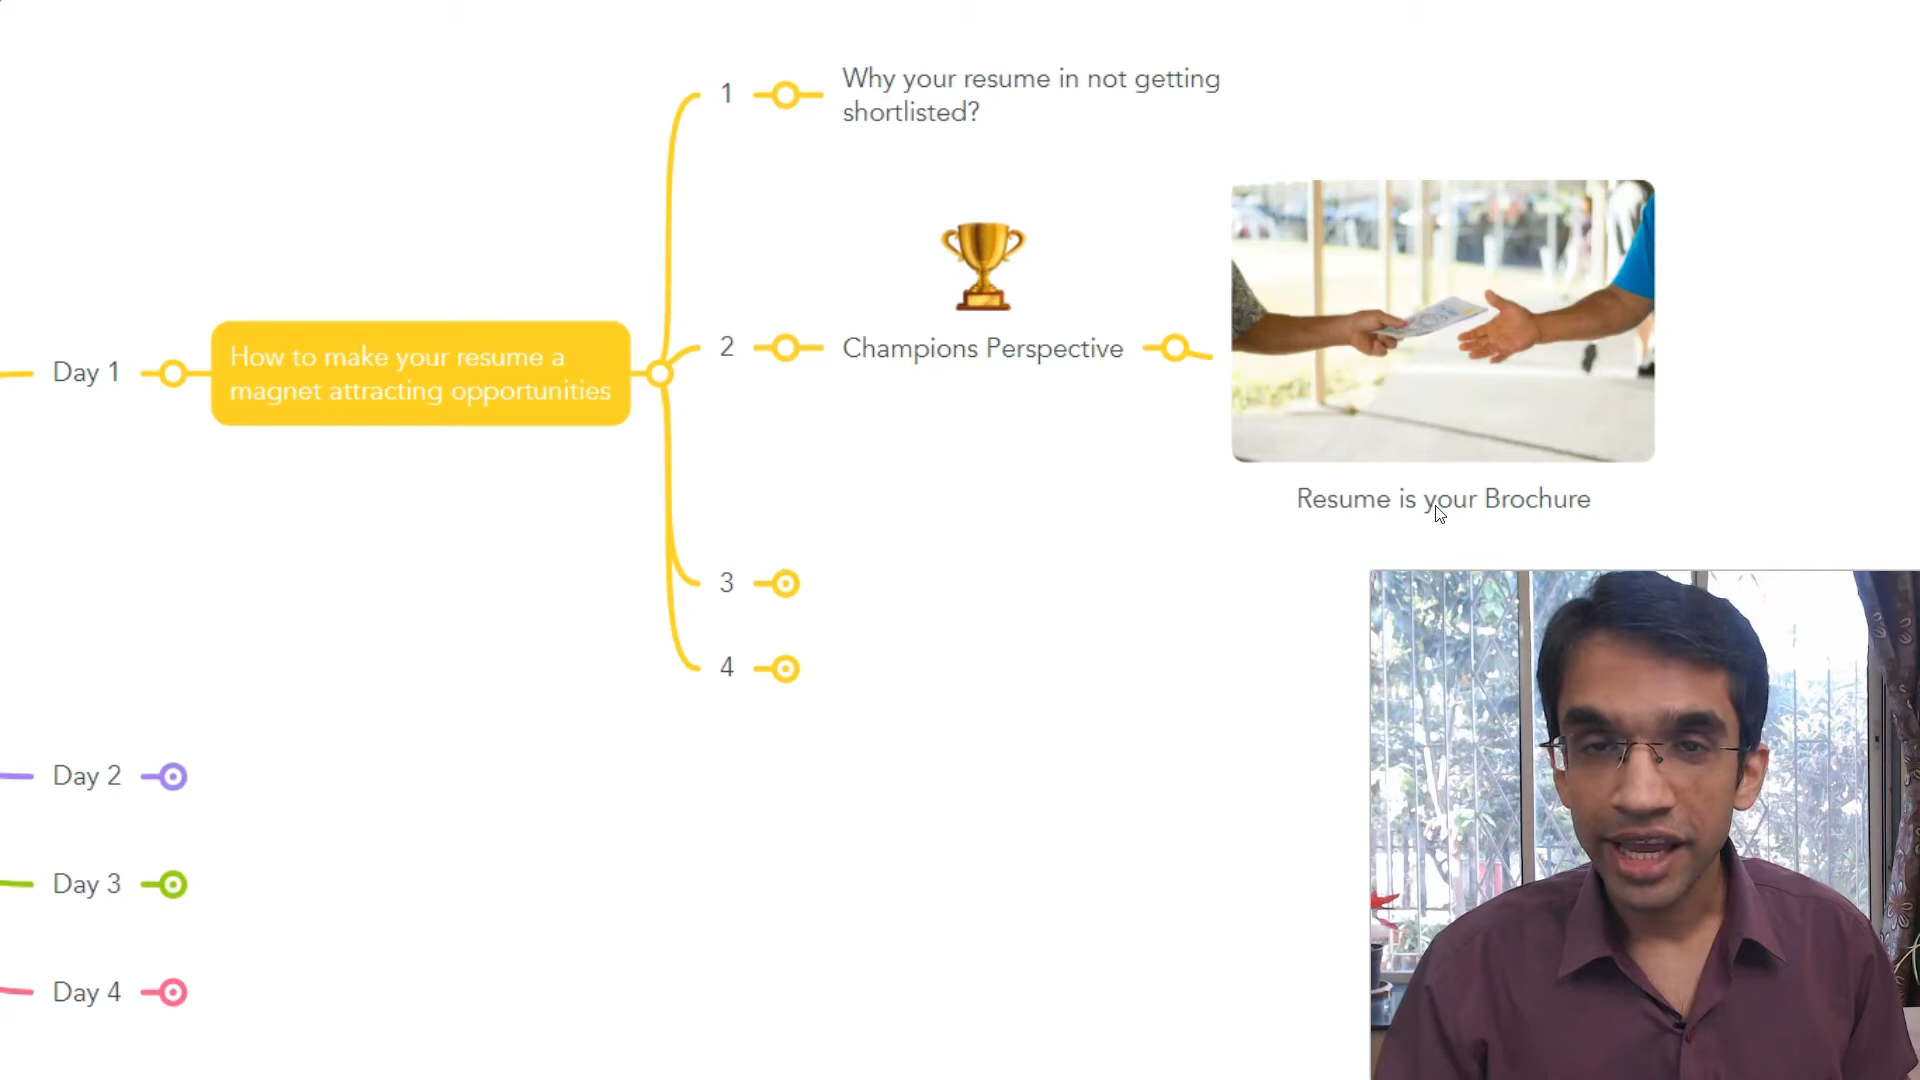 1
Why your resume in not getting
shortlisted?
Day 1
How to make your resume a
magnet attracting opportunities
2
Champions Perspective
Resume is your Brochure
3
4
Day 2
Day 3
Day 4